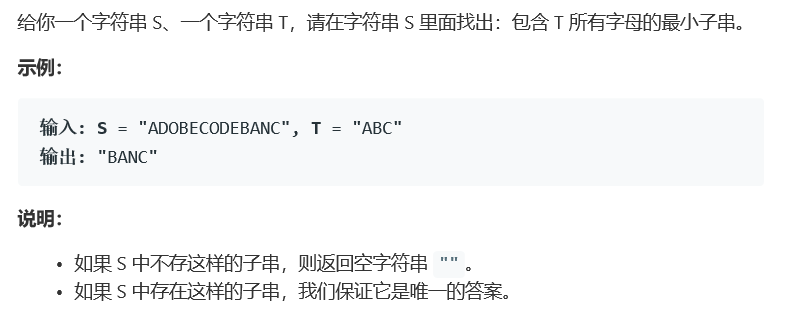 给你一个字符串 S、一个字符串 T，请在字符串 S 里面找出：包含 T 所有字母的最小子串。
示例：
输入: S = "ADOBECODEBANC", T = "ABC"
输出: "BANC"
说明：
• 如果 S 中不存这样的子串，则返回空字符串 ""。
• 如果 S 中存在这样的子串，我们保证它是唯一的答案。